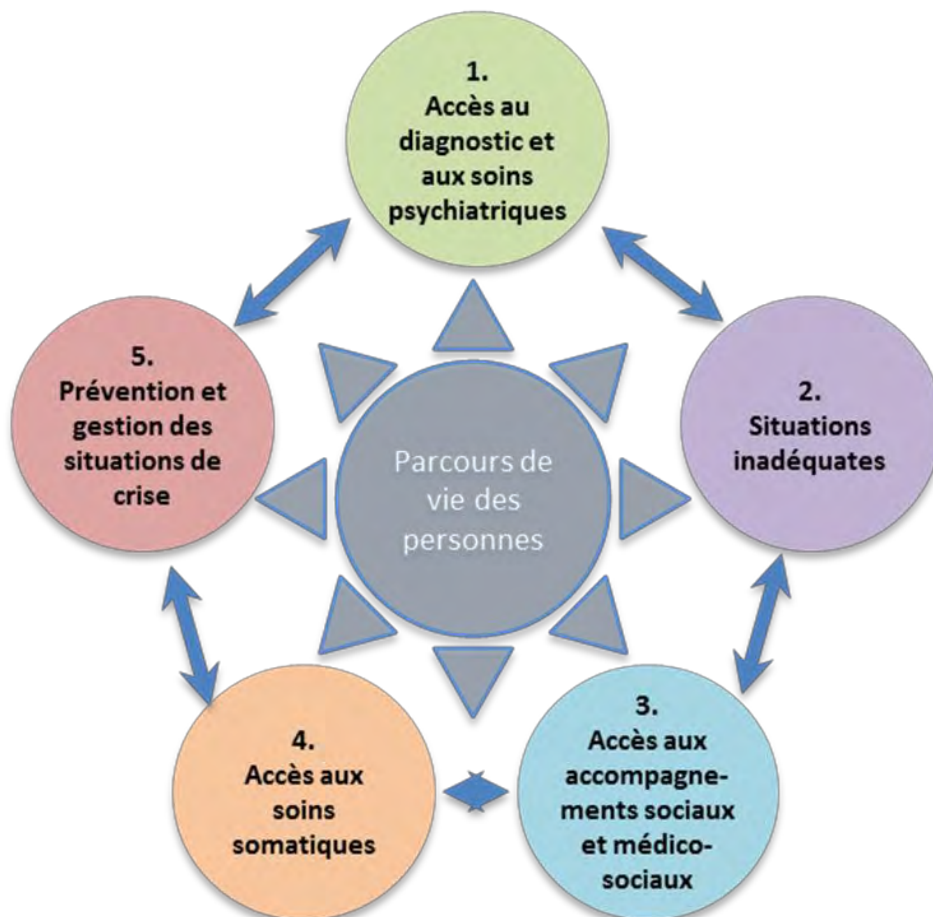 1.
Accès au
diagnostic et
aux soins
psychiatriques
2.
Situations
inadéquates
3.
Accès aux
accompagne-
ments sociaux
et médico-
sociaux
4.
Accès aux
soins
somatiques
5.
Prévention et
gestion des
situations de
crise
Parcours de
vie des
personnes